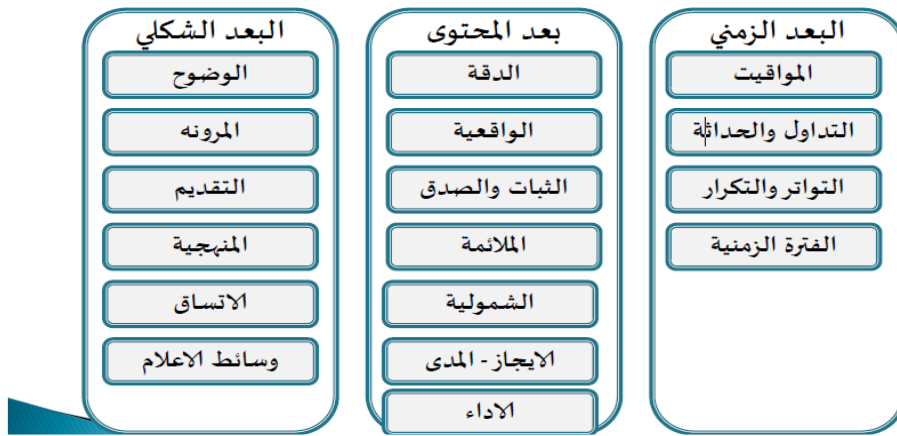 البعد الزمني
المواقيت
التداول والحداثة
التواتر والتكرار
الفترة الزمنية
بعد المحتوى
الدقة
الواقعية
الثبات والصدق
الملائمة
الشمولية
الايجاز - المدى
الاداء
البعد الشكلي
الوضوح
المرونه
التقديم
المنهجية
الاتساق
وسائط الاعلام